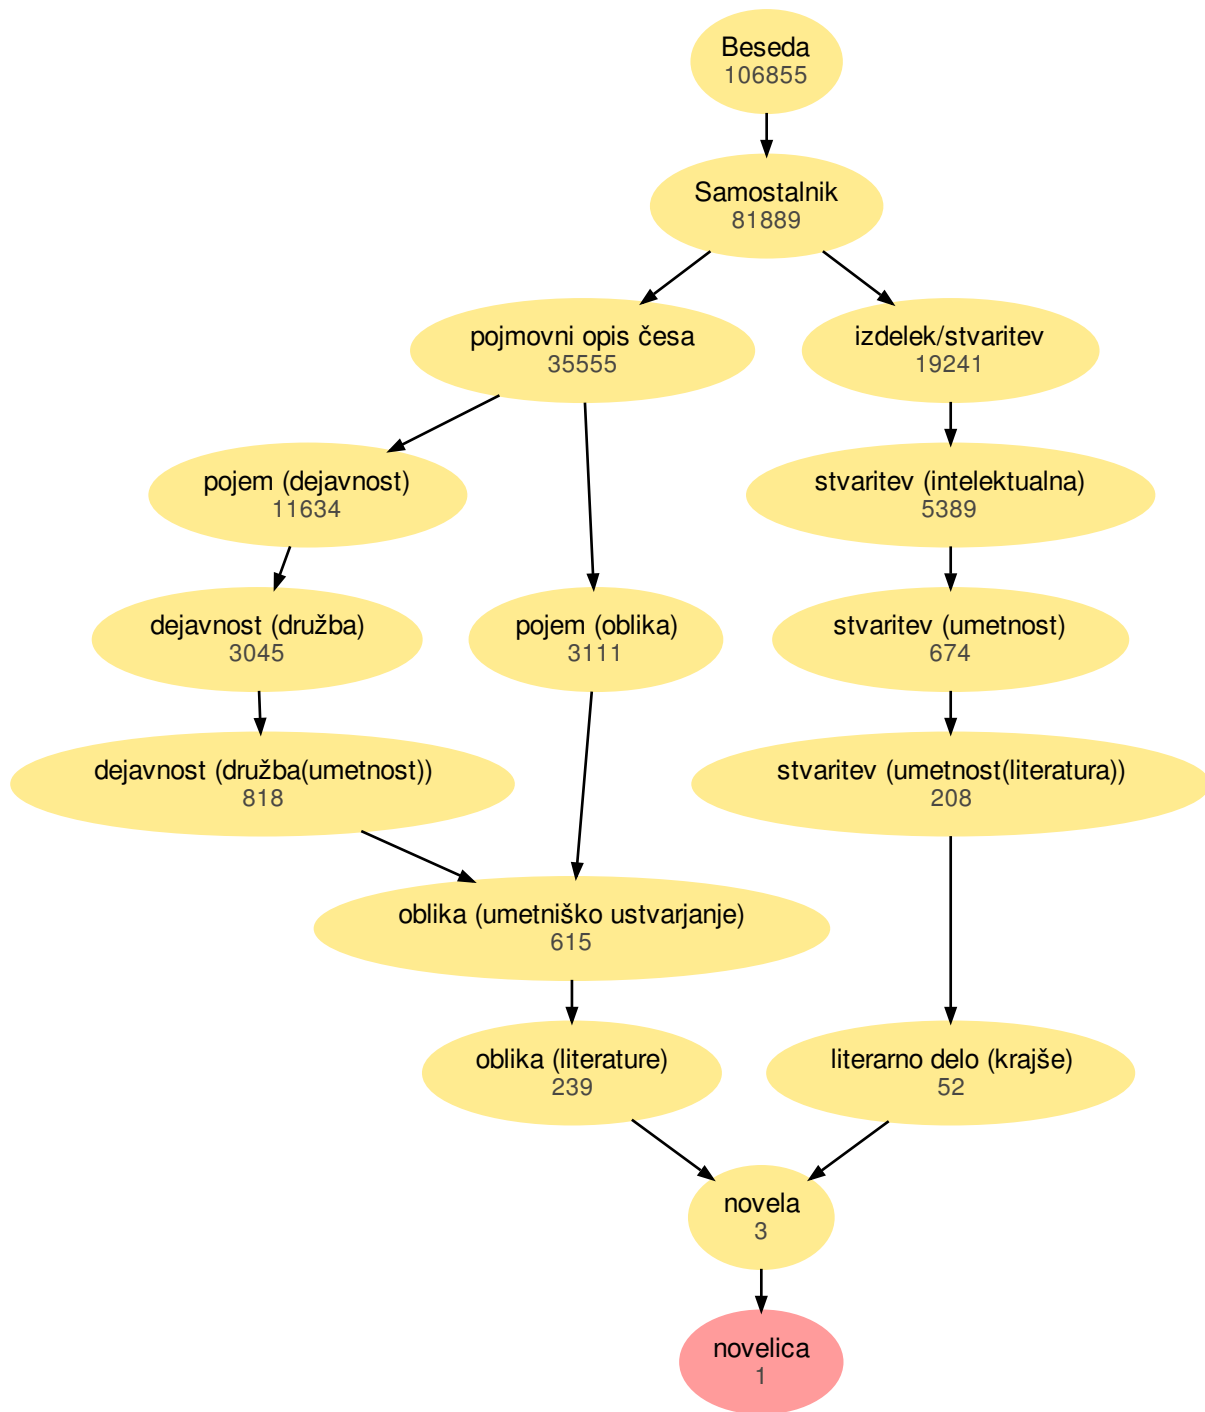 Beseda
106855
Samostalnik
81889
pojmovni opis česa
35555
izdelek/stvaritev
19241
pojem (dejavnost)
11634
stvaritev (intelektualna)
5389
dejavnost (družba)
3045
pojem (oblika)
3111
stvaritev (umetnost)
674
dejavnost (družba(umetnost))
818
stvaritev (umetnost(literatura))
208
oblika (umetniško ustvarjanje)
615
oblika (literature)
239
literarno delo (krajše)
52
novela
3
novelica
1